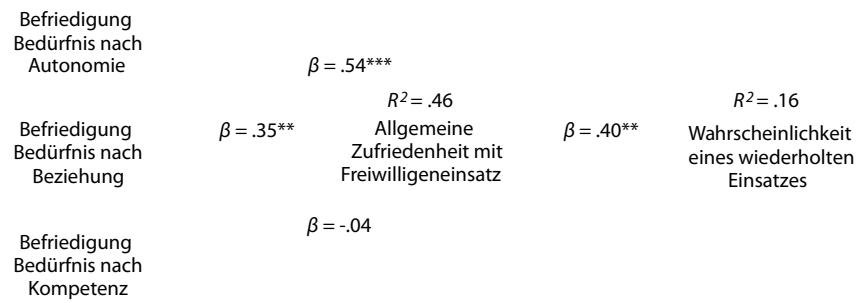 Befriedigung
Bedürfnis nach
Autonomie
β = .54***
R² = .46
R² = .16
Befriedigung
Bedürfnis nach
Beziehung
β = .35**
Allgemeine
Zufriedenheit mit
Freiwilligeneinsatz
β = .40**
Wahrscheinlichkeit
eines wiederholten
Einsatzes
β = -.04
Befriedigung
Bedürfnis nach
Kompetenz